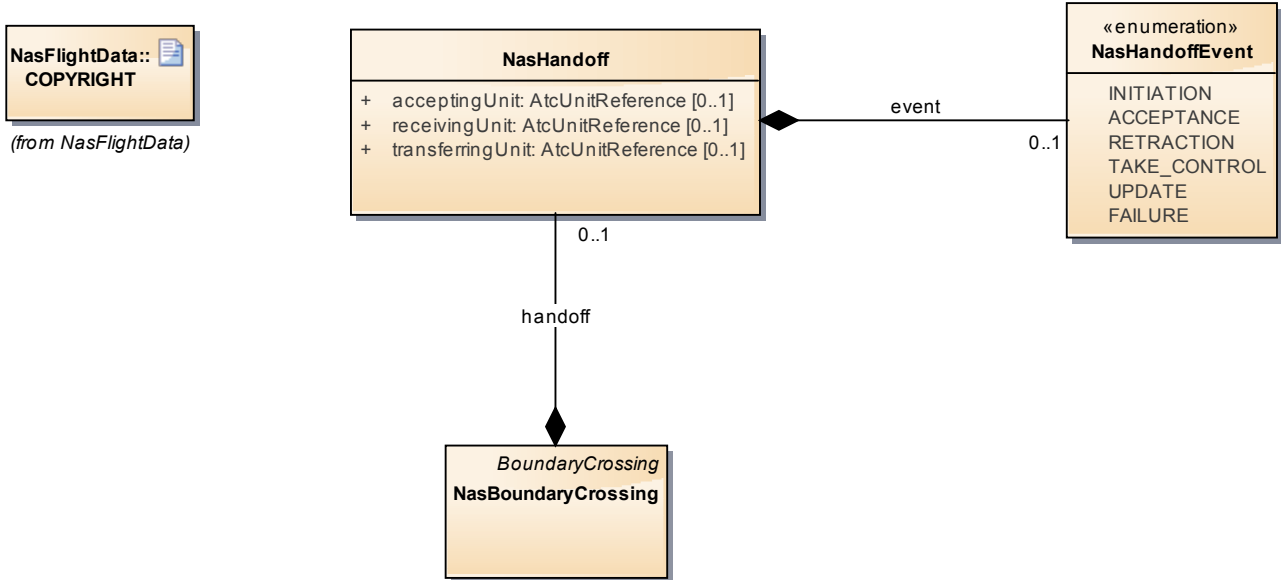 NasFlightData::
COPYRIGHT
(from NasFlightData)
NasHandoff
+ acceptingUnit: AtcUnitReference [0..1]
+ receivingUnit: AtcUnitReference [0..1]
+ transferringUnit: AtcUnitReference [0..1]
event
0..1
«enumeration»
NasHandoffEvent
INITIATION
ACCEPTANCE
RETRACTION
TAKE_CONTROL
UPDATE
FAILURE
0..1
handoff
BoundaryCrossing
NasBoundaryCrossing